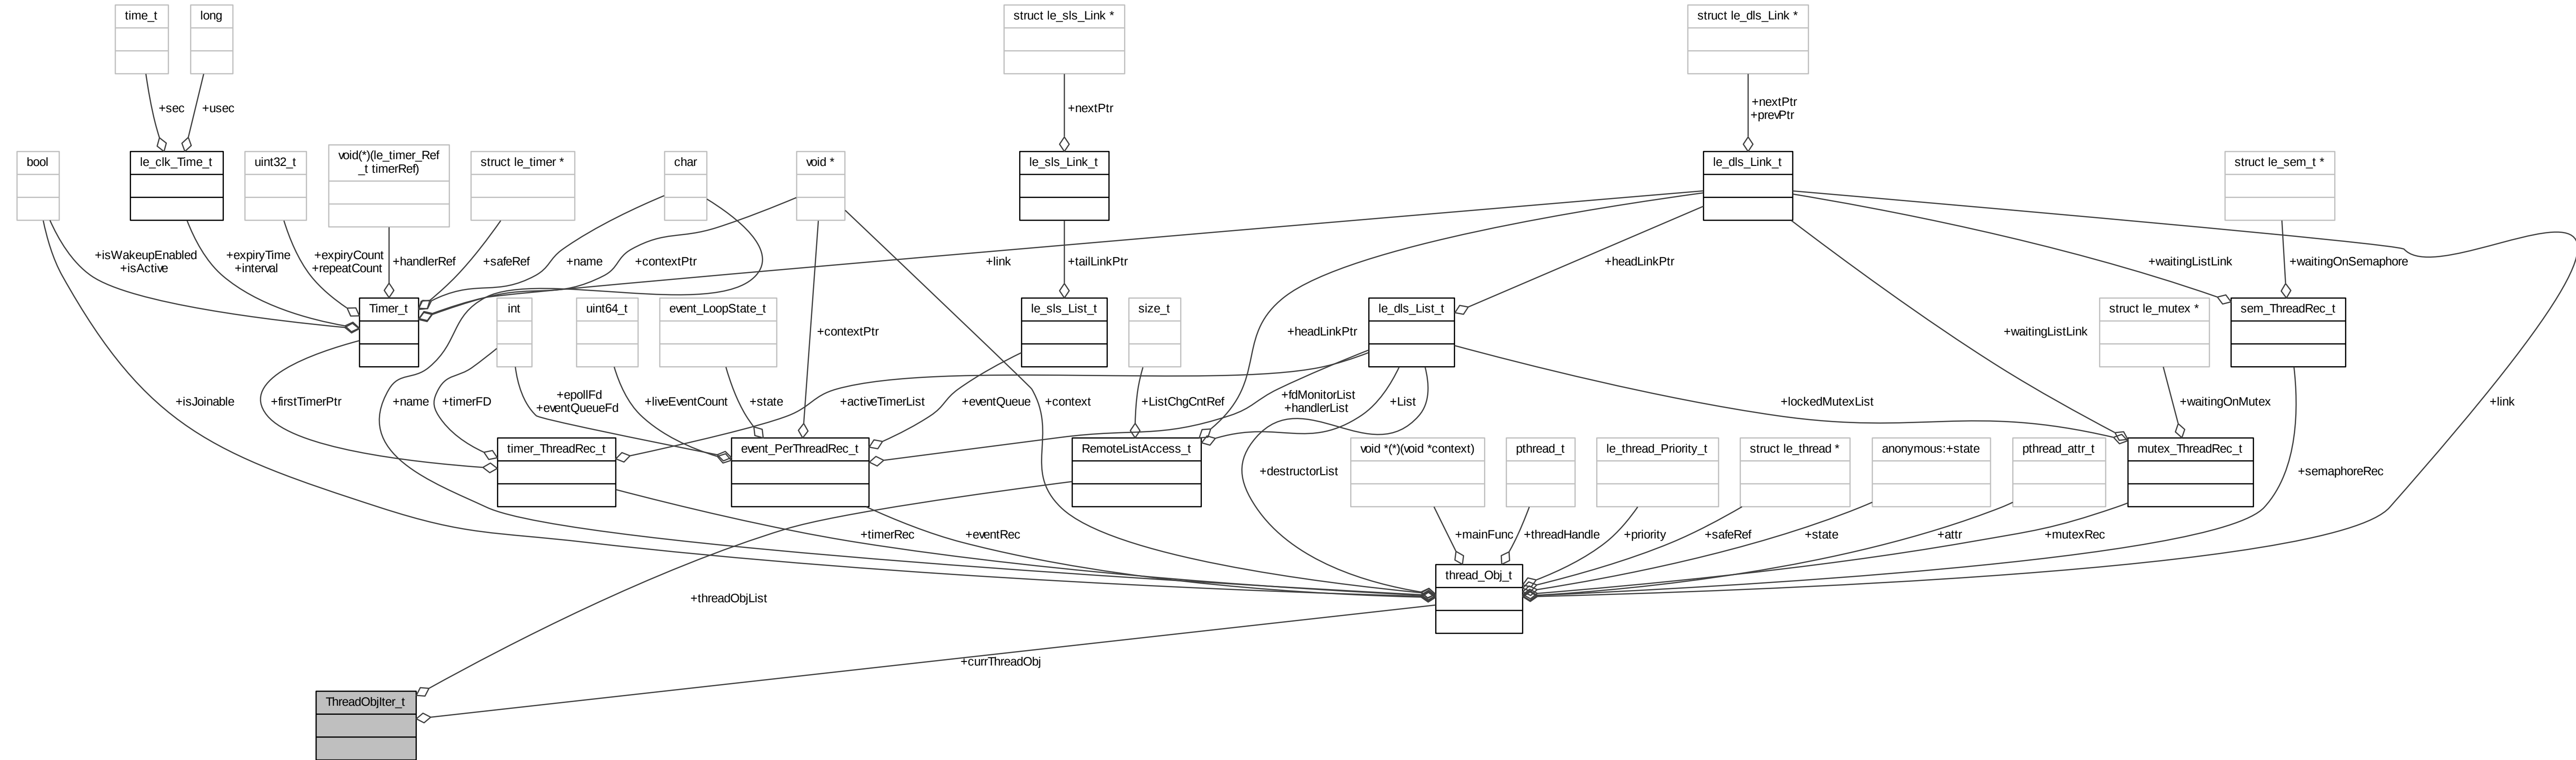 time_t
long
struct le_sls_Link *
struct le_dls_Link *
+sec
+usec
+nextPtr
+nextPtr
+prevPtr
bool
le_clk_Time_t
uint32_t
void(*)(le_timer_Ref
_t timerRef)
struct le_timer *
char
void *
le_sls_Link_t
le_dls_Link_t
struct le_sem_t *
+isWakeupEnabled
+isActive
+expiryTime
+interval
+expiryCount
+repeatCount
+handlerRef
+safeRef
+name
+contextPtr
+link
+tailLinkPtr
+headLinkPtr
+waitingListLink
+waitingOnSemaphore
Timer_t
int
uint64_t
event_LoopState_t
+contextPtr
le_sls_List_t
size_t
+headLinkPtr
le_dls_List_t
+waitingListLink
struct le_mutex *
sem_ThreadRec_t
+isJoinable
+firstTimerPtr
+name
+timerFD
+epollFd
+eventQueueFd
+liveEventCount
+state
+activeTimerList
+eventQueue
+context
+ListChgCntRef
+fdMonitorList
+handlerList
+List
+lockedMutexList
+waitingOnMutex
+link
timer_ThreadRec_t
event_PerThreadRec_t
RemoteListAccess_t
+destructorList
void *(*)(void *context)
pthread_t
le_thread_Priority_t
struct le_thread *
anonymous:+state
pthread_attr_t
mutex_ThreadRec_t
+semaphoreRec
+timerRec
+eventRec
+mainFunc
+threadHandle
+priority
+safeRef
+state
+attr
+mutexRec
+threadObjList
thread_Obj_t
+currThreadObj
ThreadObjIter_t